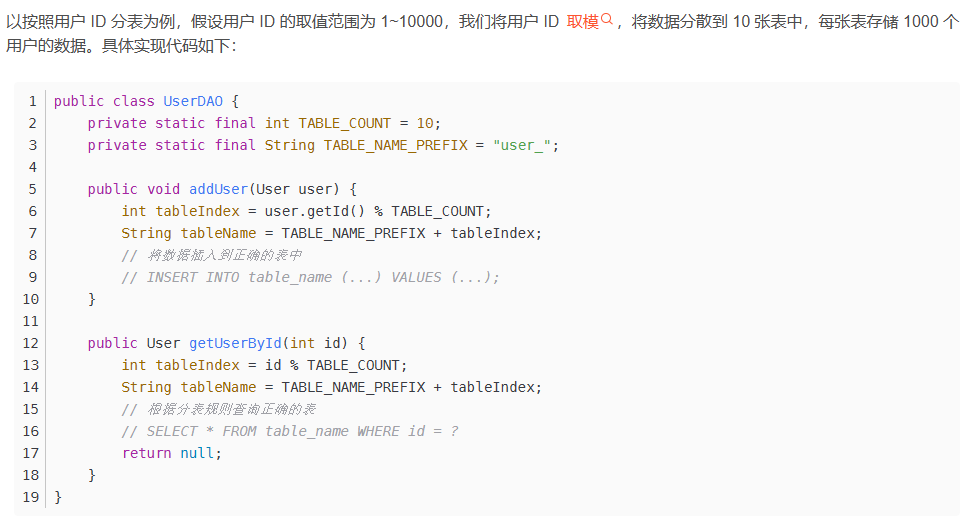 以按照用户 ID 分表为例，假设用户 ID 的取值范围为 1~10000，我们将用户 ID 取模，将数据分散到 10 张表中，每张表存储 1000 个
用户的数据。具体实现代码如下：
1 public class UserDAO {
2     private static final int TABLE_COUNT = 10;
3     private static final String TABLE_NAME_PREFIX = "user_";
4
5     public void addUser(User user) {
6         int tableIndex = user.getId() % TABLE_COUNT;
7         String tableName = TABLE_NAME_PREFIX + tableIndex;
8         // 将数据插入到正确的表中
9         // INSERT INTO table_name (...) VALUES (...);
10     }
11
12     public User getUserById(int id) {
13         int tableIndex = id % TABLE_COUNT;
14         String tableName = TABLE_NAME_PREFIX + tableIndex;
15         // 根据分表规则查询正确的表
16         // SELECT * FROM table_name WHERE id = ?
17         return null;
18     }
19 }